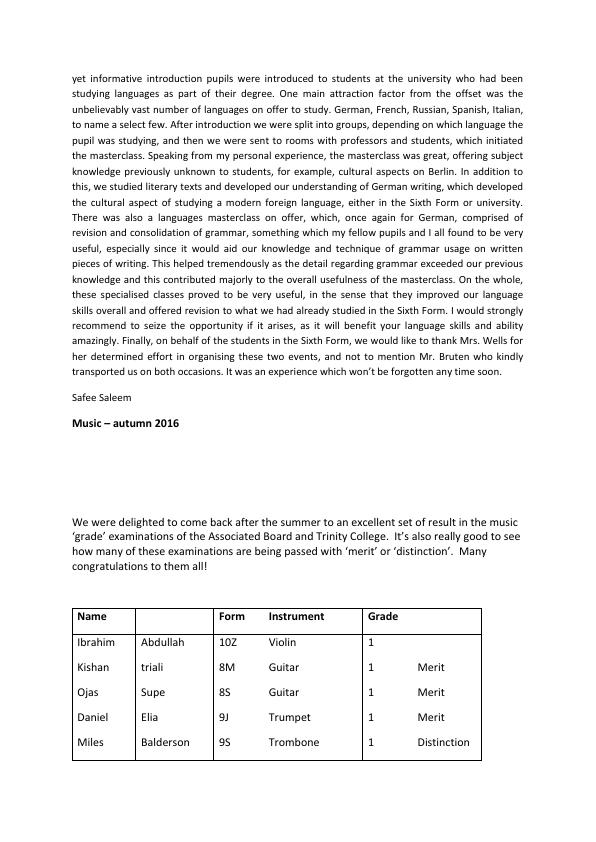 yet informative introduction pupils were introduced to students at the university who had been
studying languages as part of their degree. One main attraction factor from the offset was the
unbelievably vast number of languages on offer to study. German, French, Russian, Spanish, Italian,
to name a select few. After introduction we were split into groups, depending on which language the
pupil was studying, and then we were sent to rooms with professors and students, which initiated
the masterclass. Speaking from my personal experience, the masterclass was great, offering subject
knowledge previously unknown to students, for example, cultural aspects on Berlin. In addition to
this, we studied literary texts and developed our understanding of German writing, which developed
the cultural aspect of studying a modern foreign language, either in the Sixth Form or university.
There was also a languages masterclass on offer, which, once again for German, comprised of
revision and consolidation of grammar, something which my fellow pupils and I all found to be very
useful, especially since it would aid our knowledge and technique of grammar usage on written
pieces of writing. This helped tremendously as the detail regarding grammar exceeded our previous
knowledge and this contributed majorly to the overall usefulness of the masterclass. On the whole,
these specialised classes proved to be very useful, in the sense that they improved our language
skills overall and offered revision to what we had already studied in the Sixth Form. I would strongly
recommend to seize the opportunity if it arises, as it will benefit your language skills and ability
amazingly. Finally, on behalf of the students in the Sixth Form, we would like to thank Mrs. Wells for
her determined effort in organising these two events, and not to mention Mr. Bruten who kindly
transported us on both occasions. It was an experience which won't be forgotten any time soon.
Safee Saleem
Music – autumn 2016
We were delighted to come back after the summer to an excellent set of result in the music
'grade' examinations of the Associated Board and Trinity College.  It's also really good to see
how many of these examinations are being passed with 'merit' or 'distinction'.  Many
congratulations to them all!
Name Form Instrument Grade
Ibrahim Abdullah 10Z Violin 1
Kishan triali 8M Guitar 1 Merit
Ojas Supe 8S Guitar 1 Merit
Daniel Elia 9J Trumpet 1 Merit
Miles Balderson 9S Trombone 1 Distinction